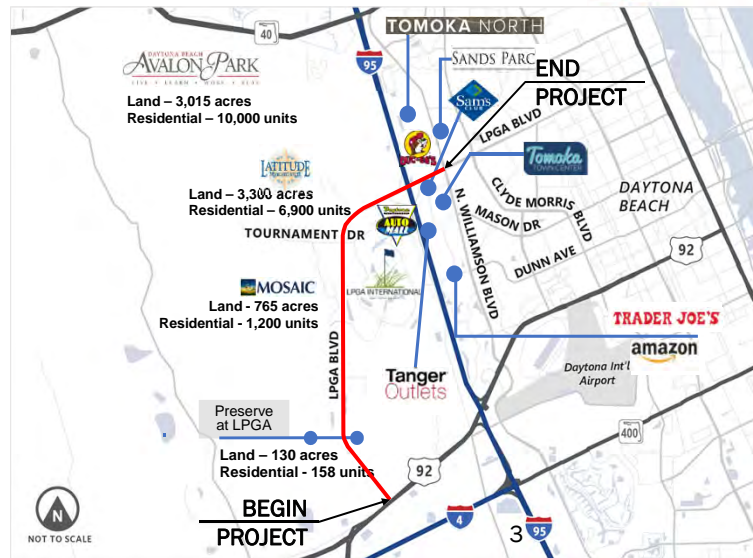 40
TOMOKA NORTH
DAYTONA BEACH
AVALON PARK
LIVE • LEARN • WORK • PLAY
95
SANDS PARC
Land – 3,015 acres
Residential – 10,000 units
Sam's
CLUB
END
PROJECT
BUC-EE'S
LPGA BLVD
LATITUDE
MARGARITAVILLE
Land – 3,300 acres
Residential – 6,900 units
Tomoka
TOWN CENTER
CLYDE MORRIS BLVD
DAYTONA
BEACH
TOURNAMENT DR
Daytona
AUTO
MALL
N. WILLIAMSON BLVD
MASON DR
DUNN AVE
92
MOSAIC
Land - 765 acres
Residential - 1,200 units
LPGA INTERNATIONAL
LPGA BLVD
TRADER JOE'S
amazon
Tanger
Outlets
Daytona Int'l
Airport
Preserve
at LPGA
Land – 130 acres
Residential - 158 units
92
400
BEGIN
PROJECT
N
NOT TO SCALE
4
3
95